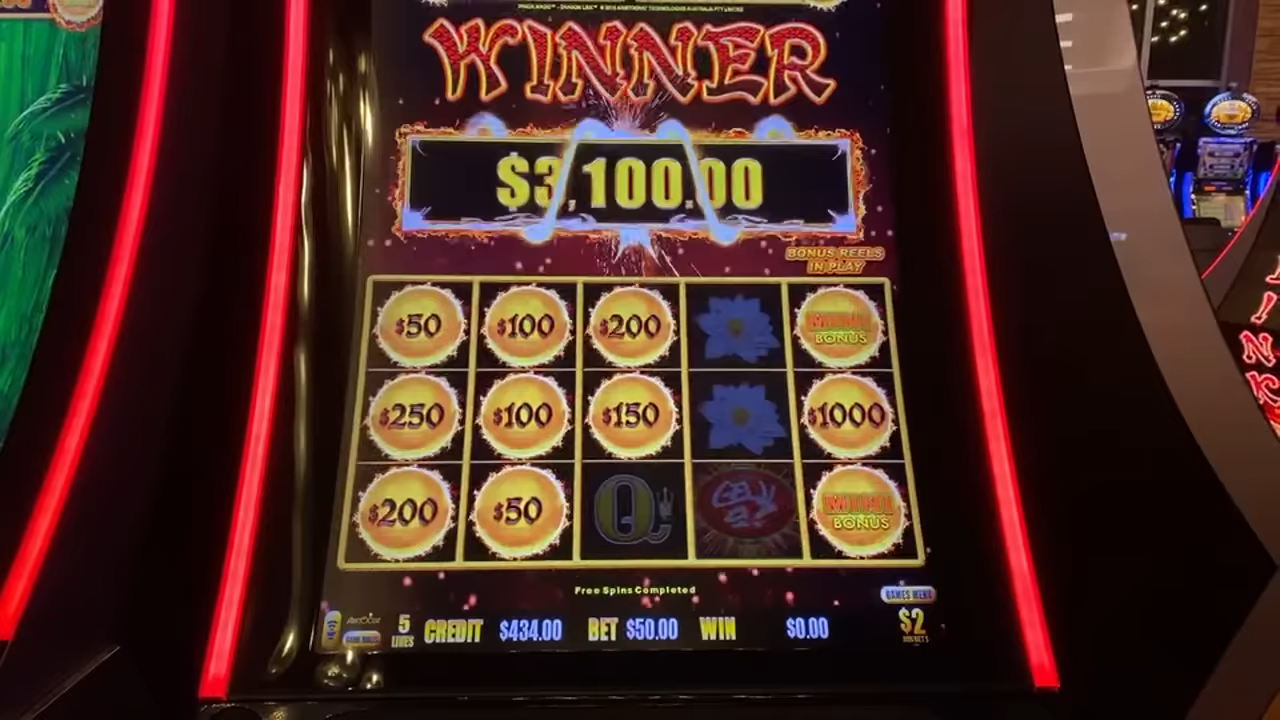 WINNER
$3,100.00
BONUS REELS
IN PLAY
$50 $100 $200 BONUS
$250 $100 $150 $1000
$200 $50 Q BONUS
Free Spins Completed
GAMES MENU
5 CREDIT $434.00 BET $50.00 WIN $0.00 $2
LINES